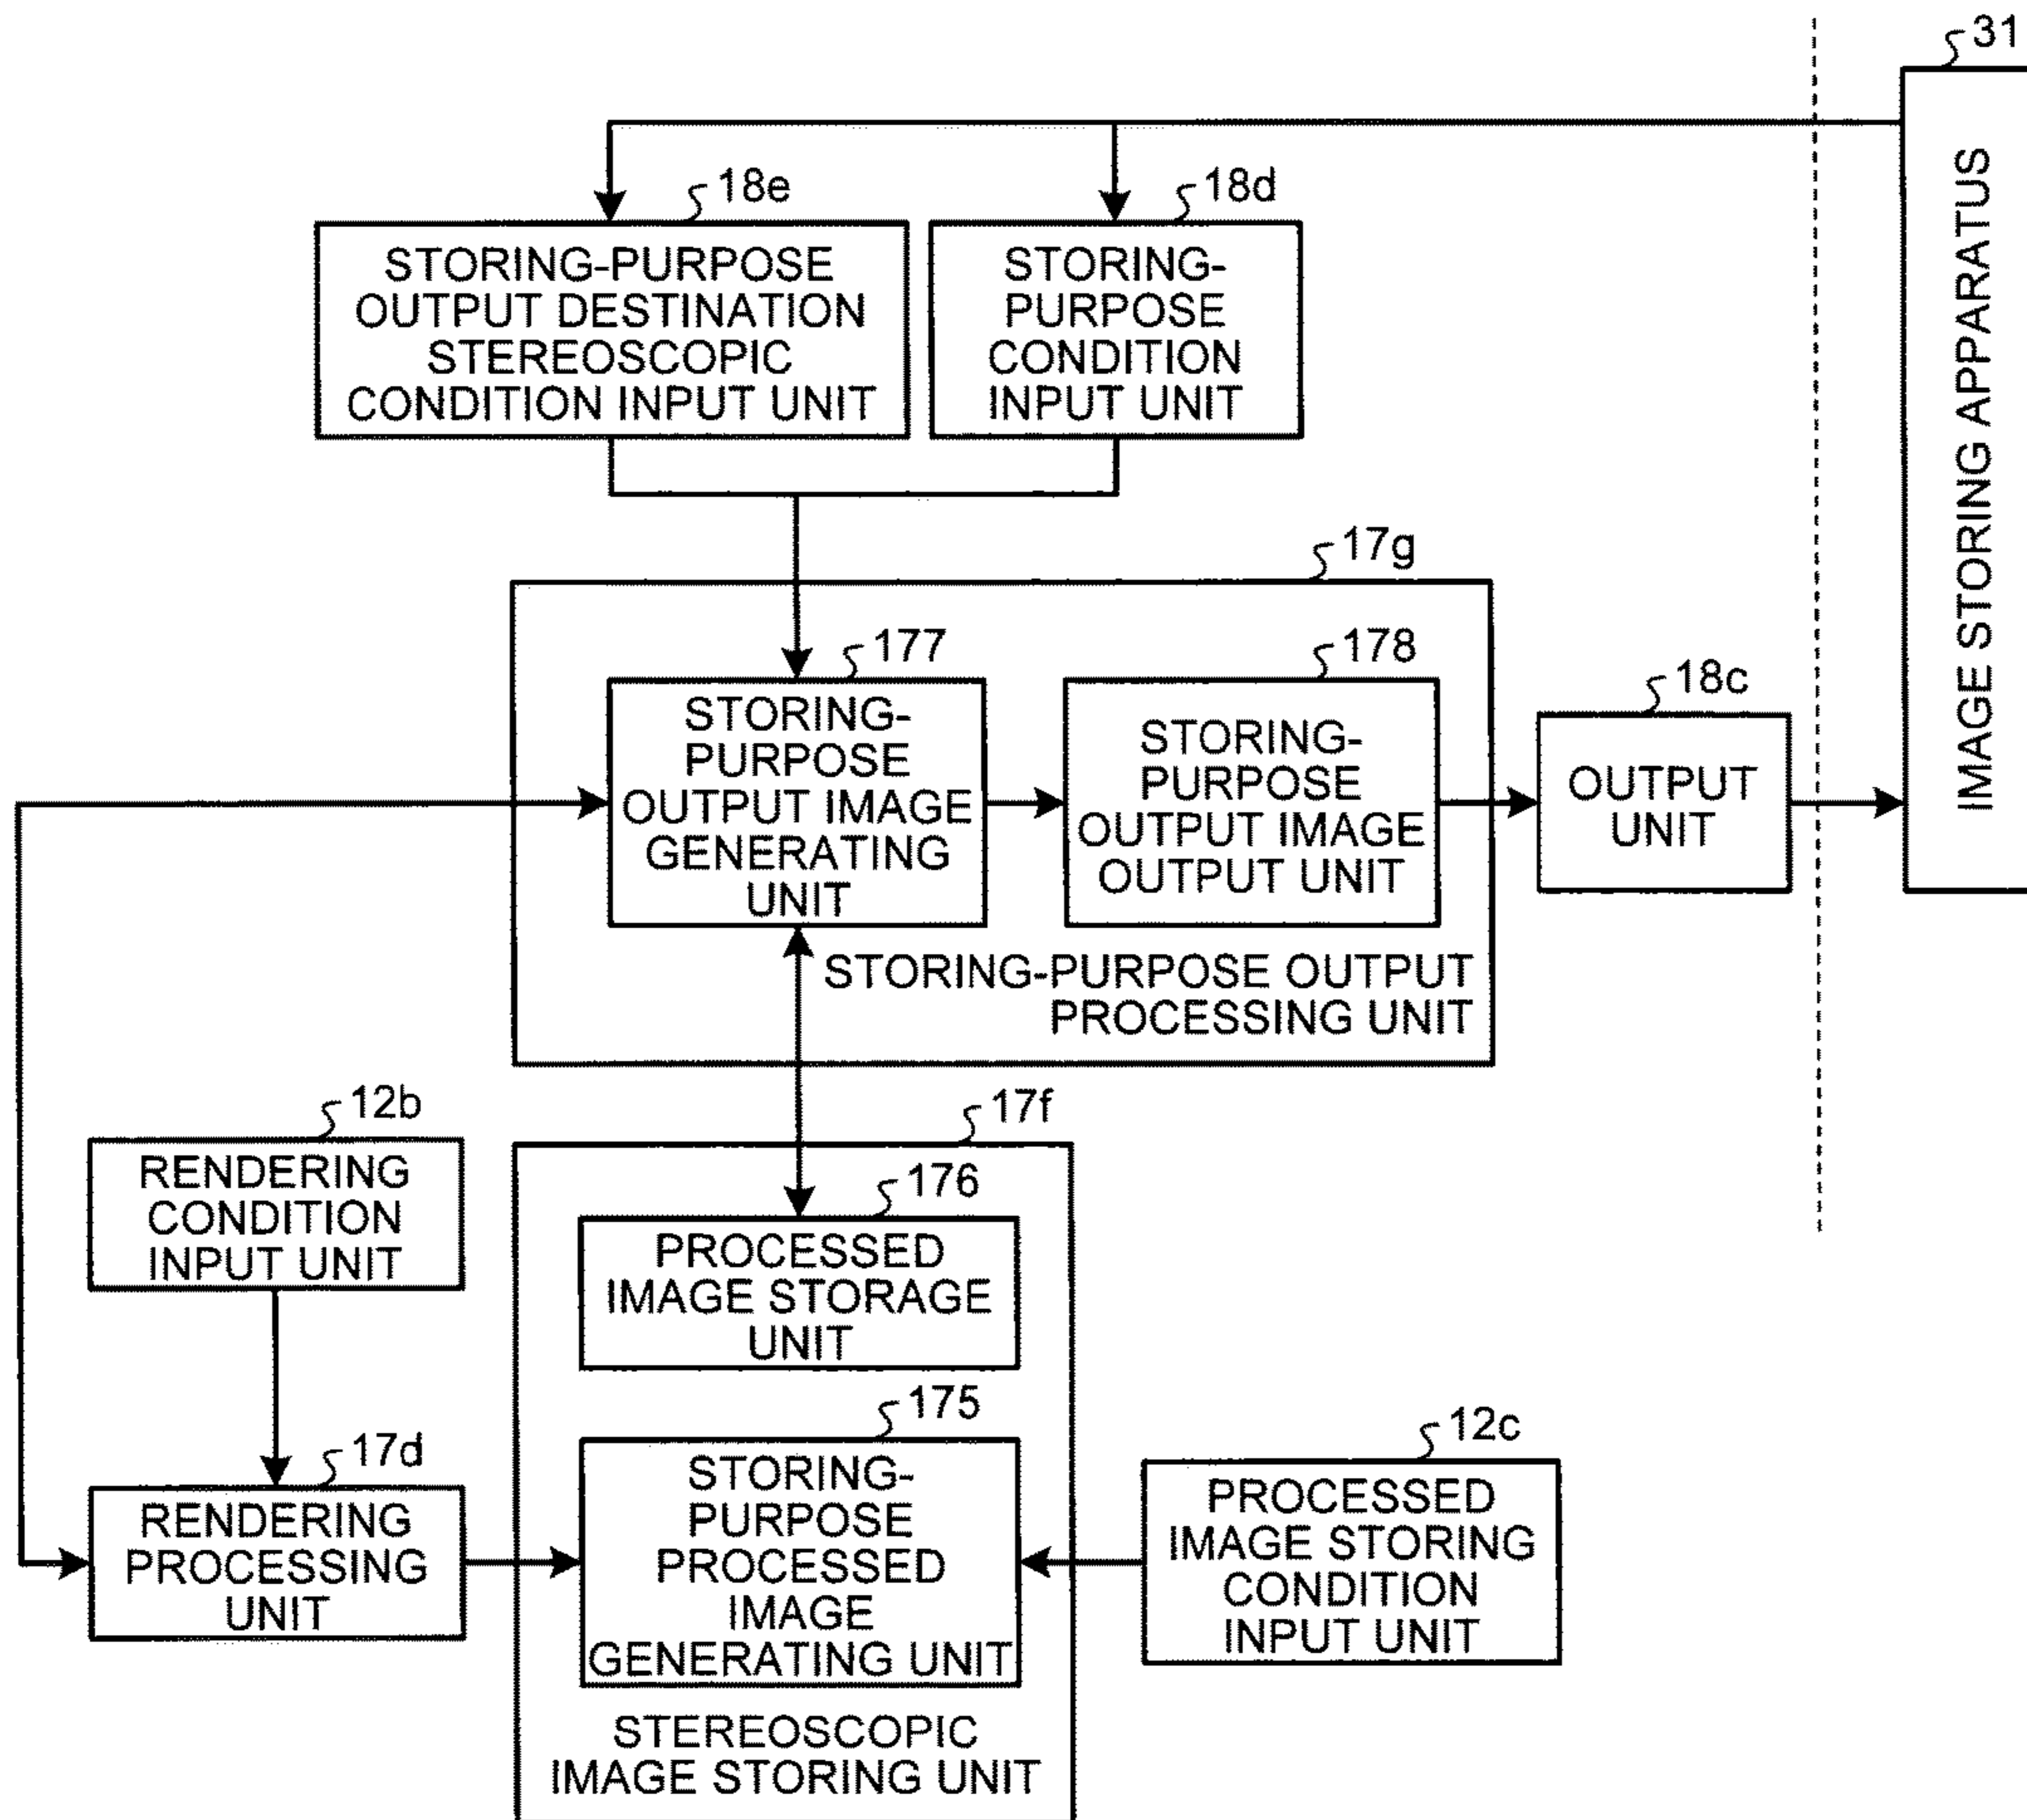 31
IMAGE STORING APPARATUS
18e
STORING-PURPOSE
OUTPUT DESTINATION
STEREOSCOPIC
CONDITION INPUT UNIT
18d
STORING-
PURPOSE
CONDITION
INPUT UNIT
17g
177
STORING-
PURPOSE
OUTPUT IMAGE
GENERATING
UNIT
178
STORING-
PURPOSE
OUTPUT IMAGE
OUTPUT UNIT
18c
OUTPUT
UNIT
STORING-PURPOSE OUTPUT
PROCESSING UNIT
12b
RENDERING
CONDITION
INPUT UNIT
17f
176
PROCESSED
IMAGE STORAGE
UNIT
17d
RENDERING
PROCESSING
UNIT
175
STORING-
PURPOSE
PROCESSED
IMAGE
GENERATING UNIT
12c
PROCESSED
IMAGE STORING
CONDITION
INPUT UNIT
STEREOSCOPIC
IMAGE STORING UNIT